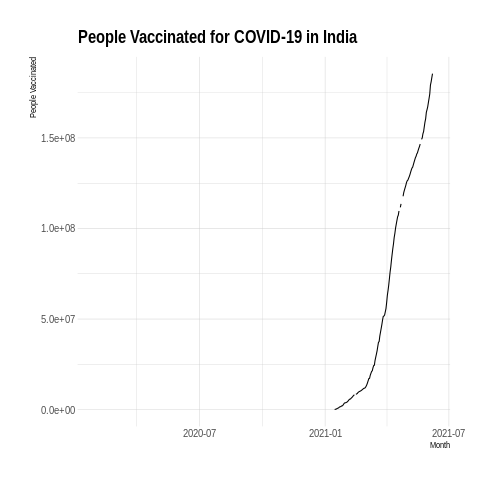 People Vaccinated for COVID-19 in India
People Vaccinated
1.5e+08
1.0e+08
5.0e+07
0.0e+00
2020-07
2021-01
2021-07
Month